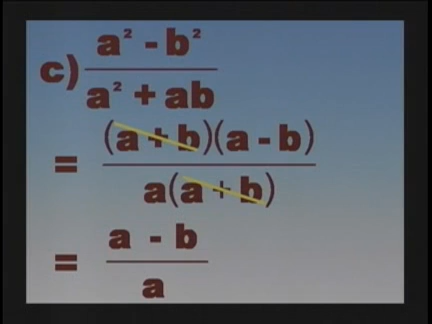 c) a² - b²
a² + ab
= (a + b)(a - b)
a(a + b)
= a - b
a